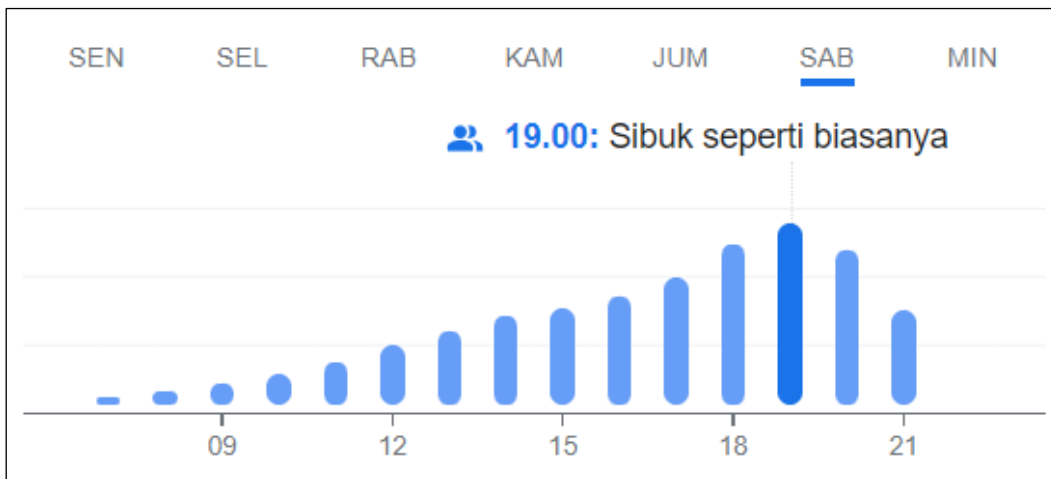 SEN SEL RAB KAM JUM SAB MIN
19.00: Sibuk seperti biasanya
09 12 15 18 21